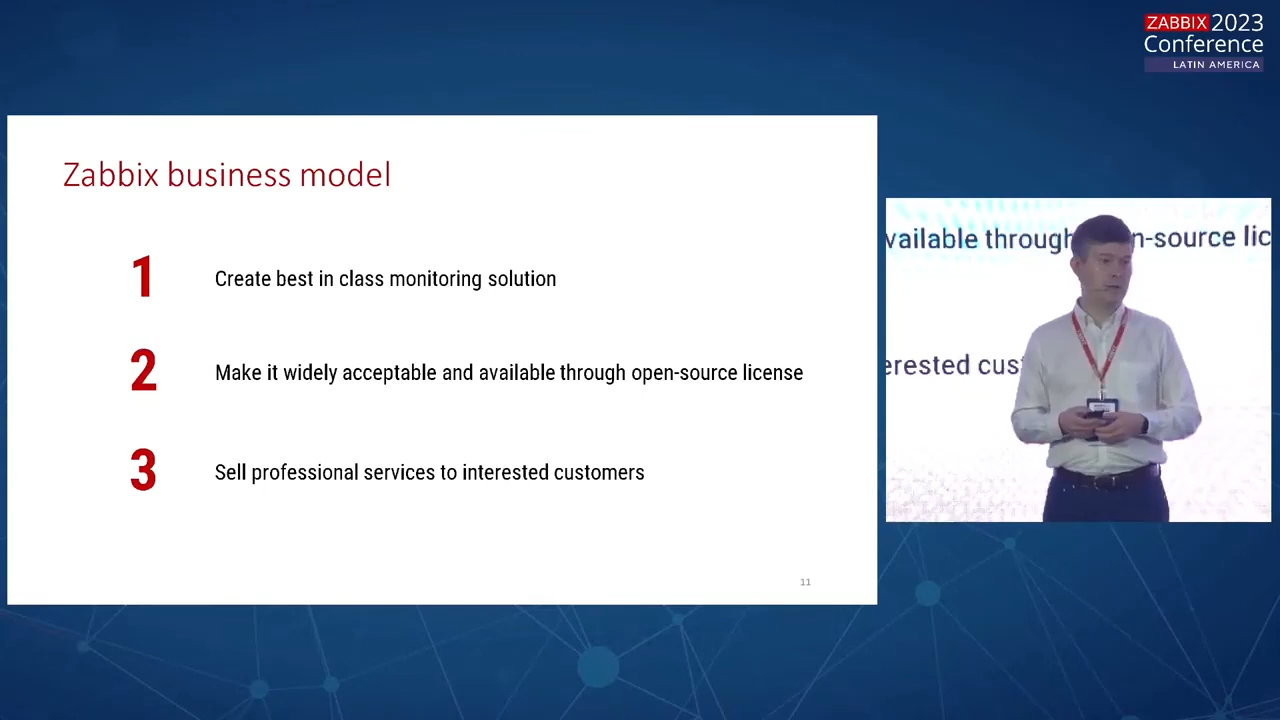 ZABBIX 2023
Conference
LATIN AMERICA
Zabbix business model
1 Create best in class monitoring solution
2 Make it widely acceptable and available through open-source license
3 Sell professional services to interested customers
11
vailable through n-source lic
erested cus